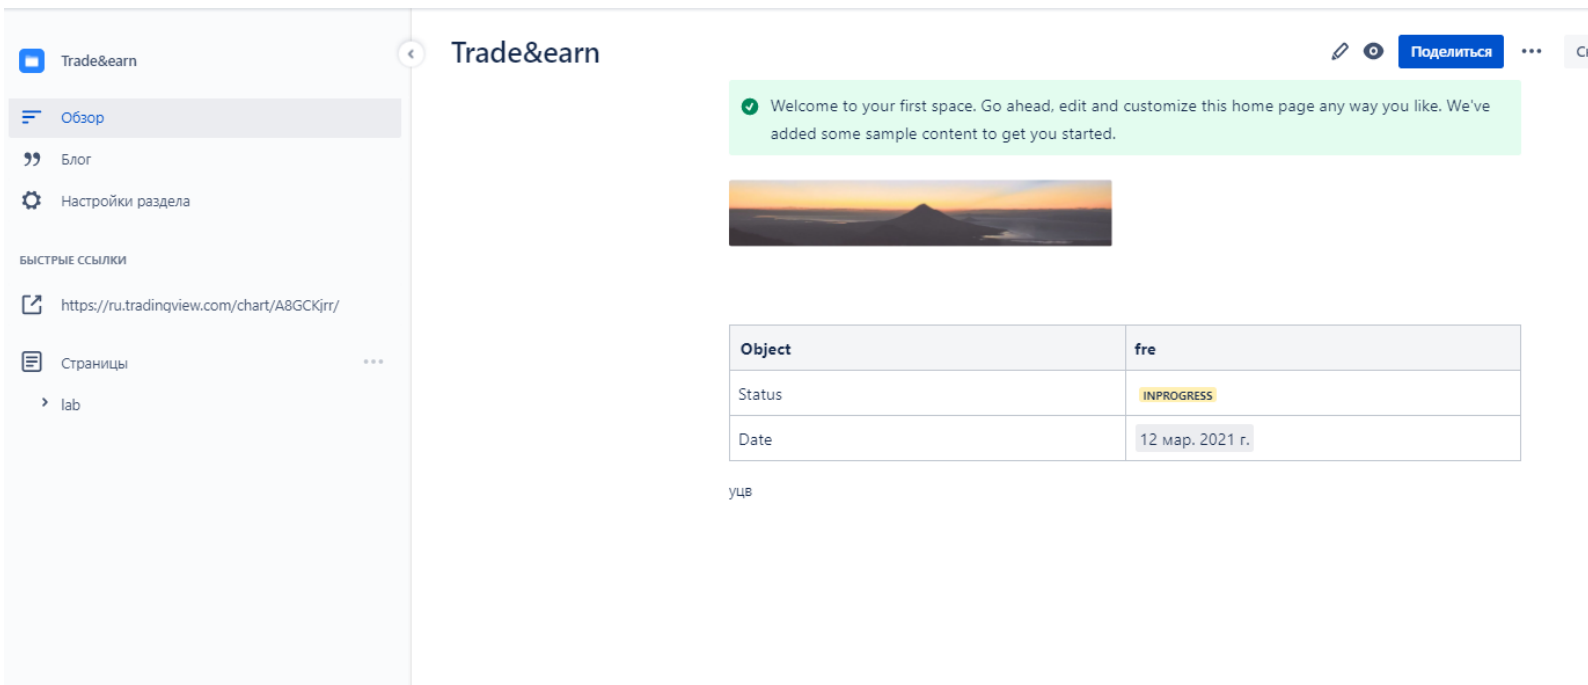 Trade&earn
Обзор
Блог
Настройки раздела
БЫСТРЫЕ ССЫЛКИ
https://ru.tradingview.com/chart/A8GCKjrr/
Страницы
lab
Trade&earn
Поделиться
Welcome to your first space. Go ahead, edit and customize this home page any way you like. We've
added some sample content to get you started.
Object fre
Status INPROGRESS
Date 12 мар. 2021 г.
уцв